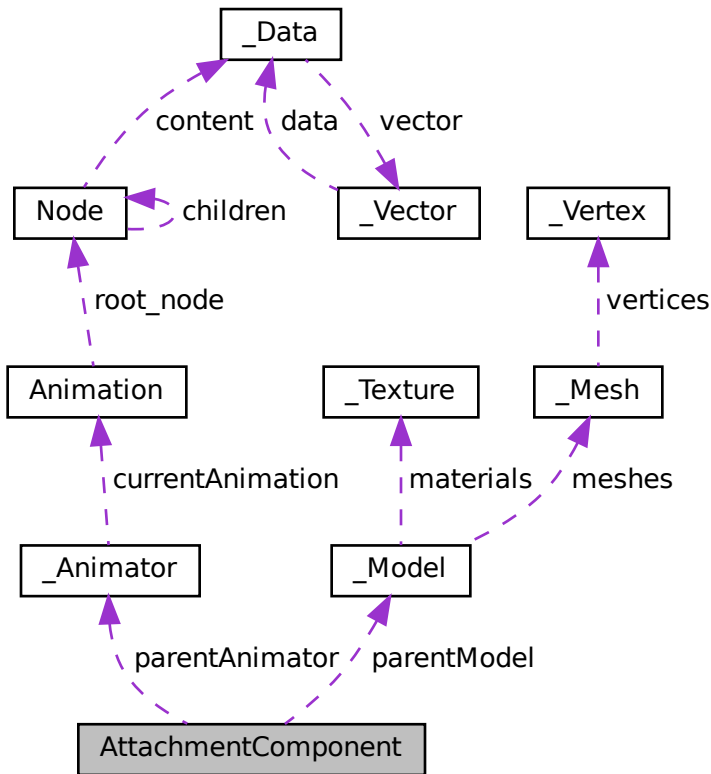 _Data
content
data
vector
Node
children
_Vector
_Vertex
root_node
vertices
Animation
_Texture
_Mesh
currentAnimation
materials
meshes
_Animator
_Model
parentAnimator
parentModel
AttachmentComponent